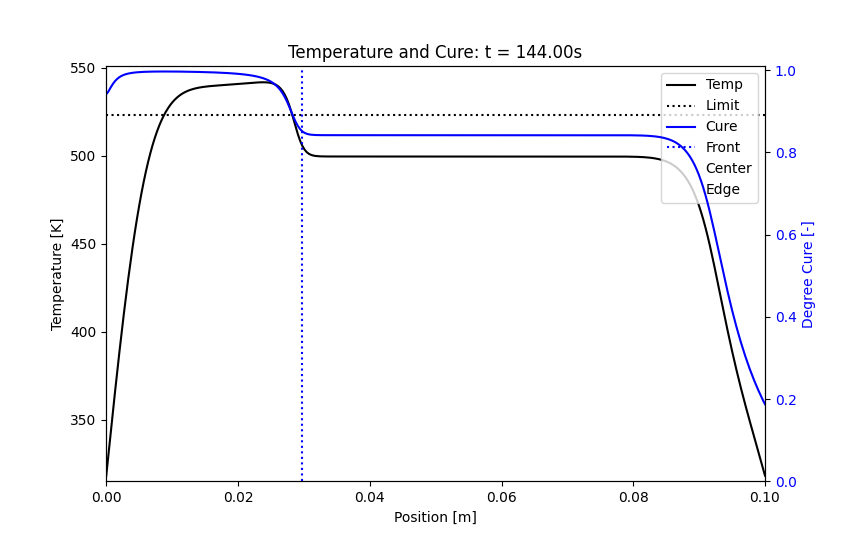 Temperature and Cure: t = 144.00s
550
500
450
400
350
Temperature [K]
0.00
0.02
0.04
0.06
0.08
0.10
Position [m]
1.0
0.8
0.6
0.4
0.2
0.0
Degree Cure [-]
Temp
Limit
Cure
Front
Center
Edge